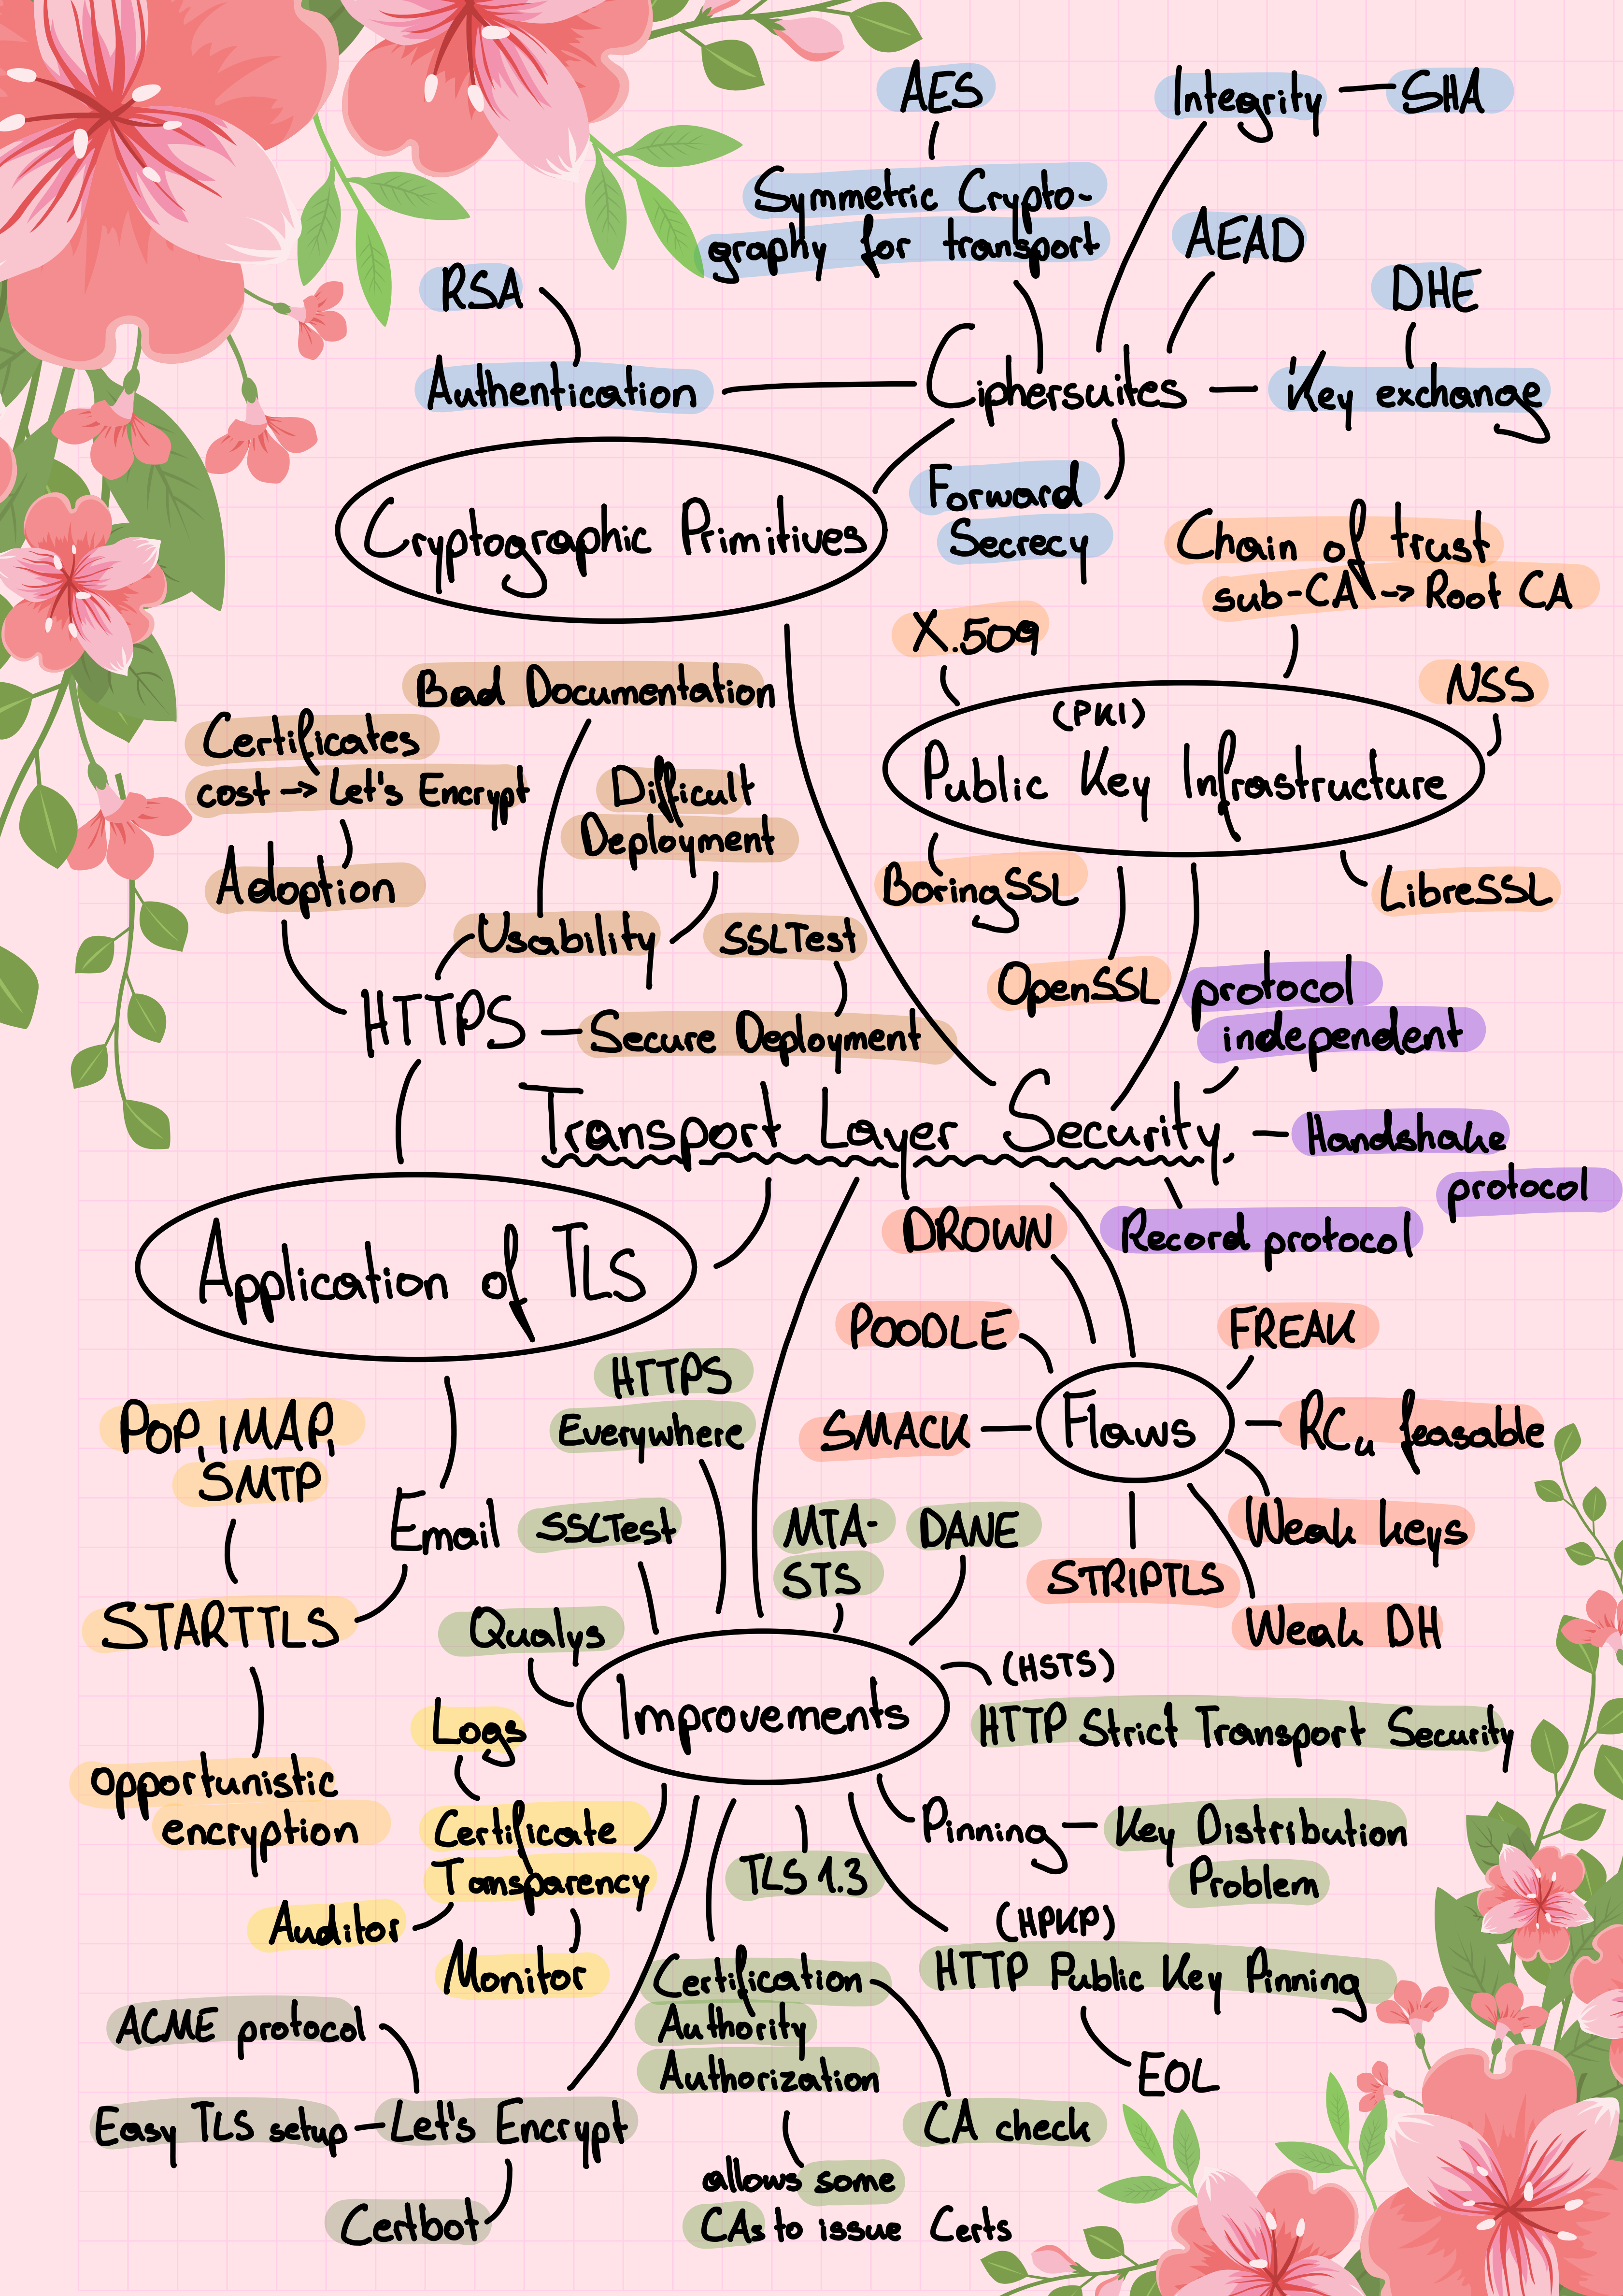 AES
Integrity
SHA
Symmetric Crypto-
graphy for transport
AEAD
RSA
DHE
Authentication
Ciphersuites
Key exchange
Forward
Secrecy
Cryptographic Primitives
Chain of trust
sub-CA → Root CA
X.509
NSS
(PKI)
Public Key Infrastructure
Bad Documentation
Certificates
cost → Let's Encrypt
Difficult
Deployment
Adoption
BoringSSL
LibreSSL
Usability
SSLTest
OpenSSL
protocol
independent
HTTPS
Secure Deployment
Transport Layer Security
Handshake
protocol
Record protocol
DROWN
Application of TLS
POODLE
FREAK
HTTPS
Everywhere
SMACK
Flaws
RC4 feasable
POP, IMAP,
SMTP
Email
SSLTest
MTA-
STS
DANE
Weak keys
STRIPTLS
Weak DH
STARTTLS
Qualys
(HSTS)
HTTP Strict Transport Security
Improvements
Logs
opportunistic
encryption
Certificate
Transparency
Pinning
Key Distribution
Problem
TLS 1.3
Auditor
Monitor
(HPKP)
HTTP Public Key Pinning
Certification
Authority
Authorization
ACME protocol
EOL
Easy TLS setup
Let's Encrypt
CA check
allows some
CAs to issue Certs
Certbot